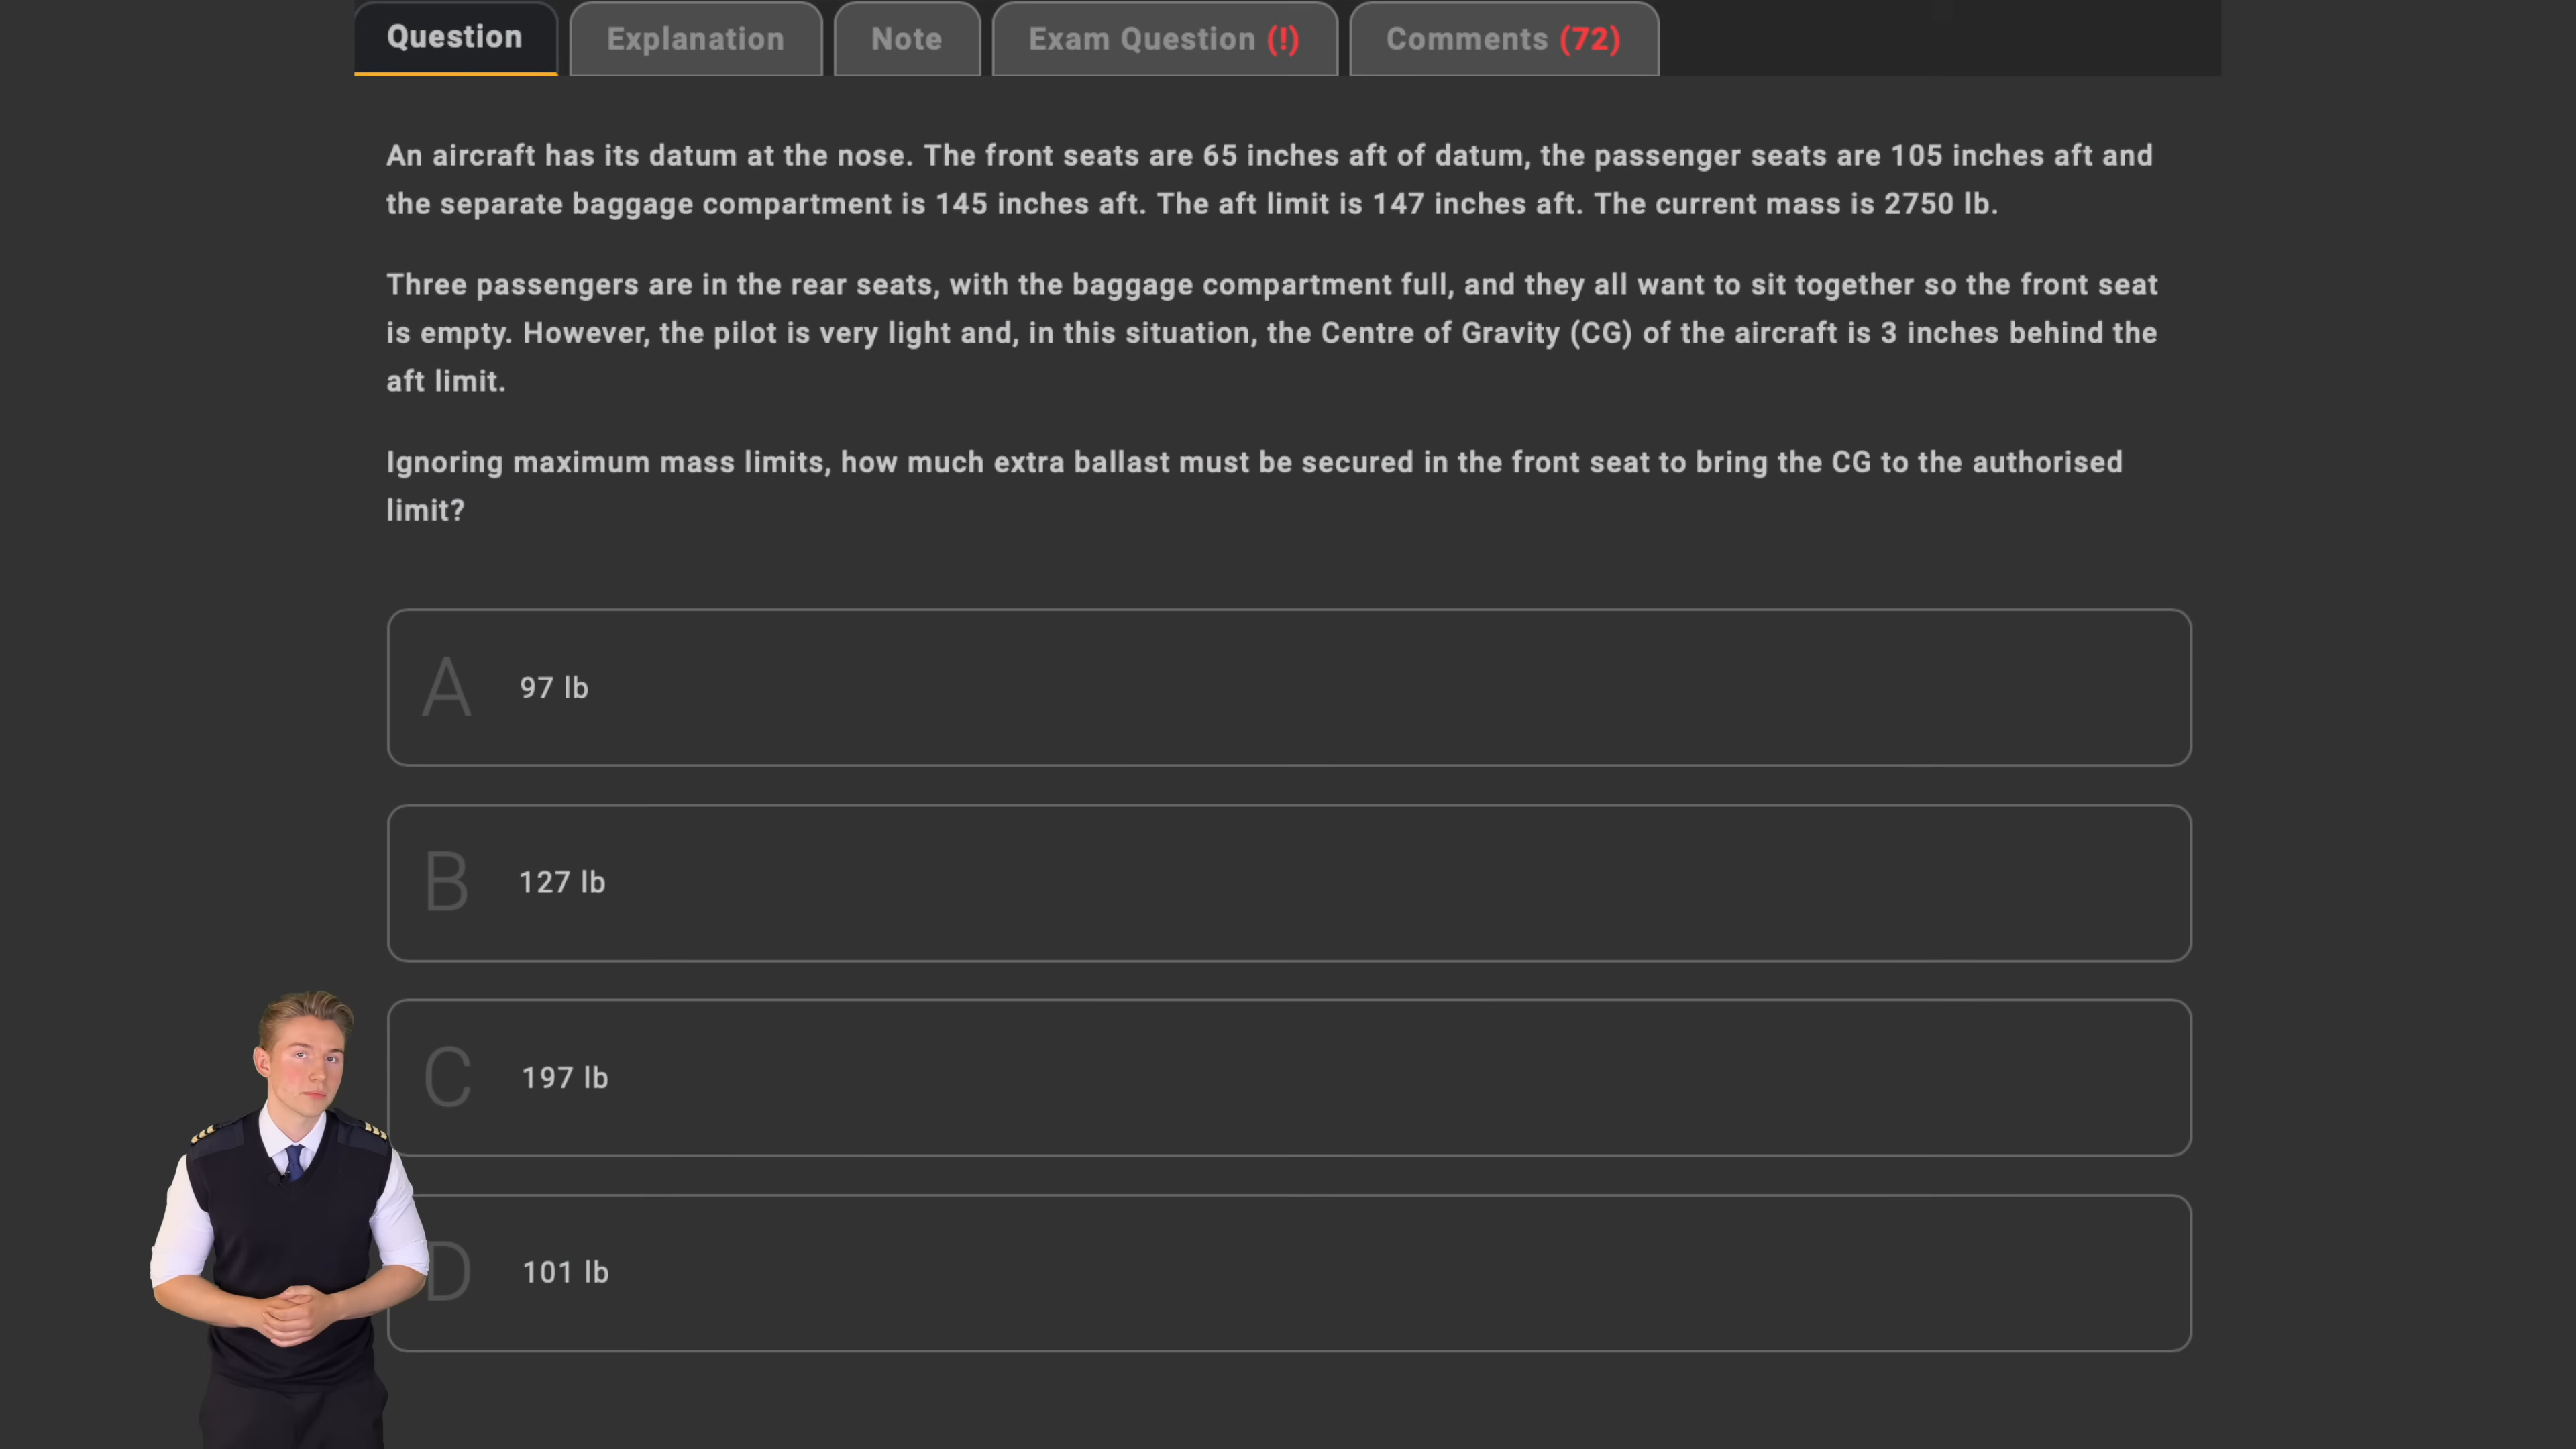 Question Explanation Note Exam Question (!) Comments (72)
An aircraft has its datum at the nose. The front seats are 65 inches aft of datum, the passenger seats are 105 inches aft and
the separate baggage compartment is 145 inches aft. The aft limit is 147 inches aft. The current mass is 2750 lb.
Three passengers are in the rear seats, with the baggage compartment full, and they all want to sit together so the front seat
is empty. However, the pilot is very light and, in this situation, the Centre of Gravity (CG) of the aircraft is 3 inches behind the
aft limit.
Ignoring maximum mass limits, how much extra ballast must be secured in the front seat to bring the CG to the authorised
limit?
A 97 lb
B 127 lb
C 197 lb
D 101 lb